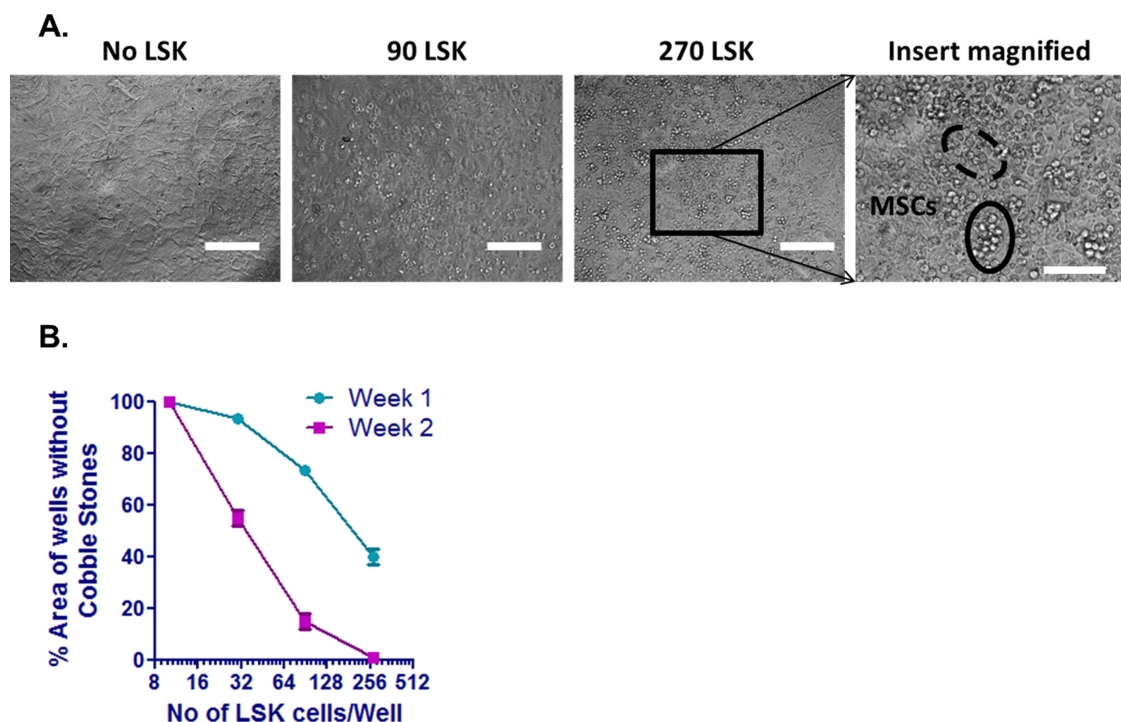 A.
No LSK
90 LSK
270 LSK
Insert magnified
MSCs
B.
% Area of wells without
Cobble Stones
100
80
60
40
20
0
Week 1
Week 2
8 16 32 64 128 256 512
No of LSK cells/Well